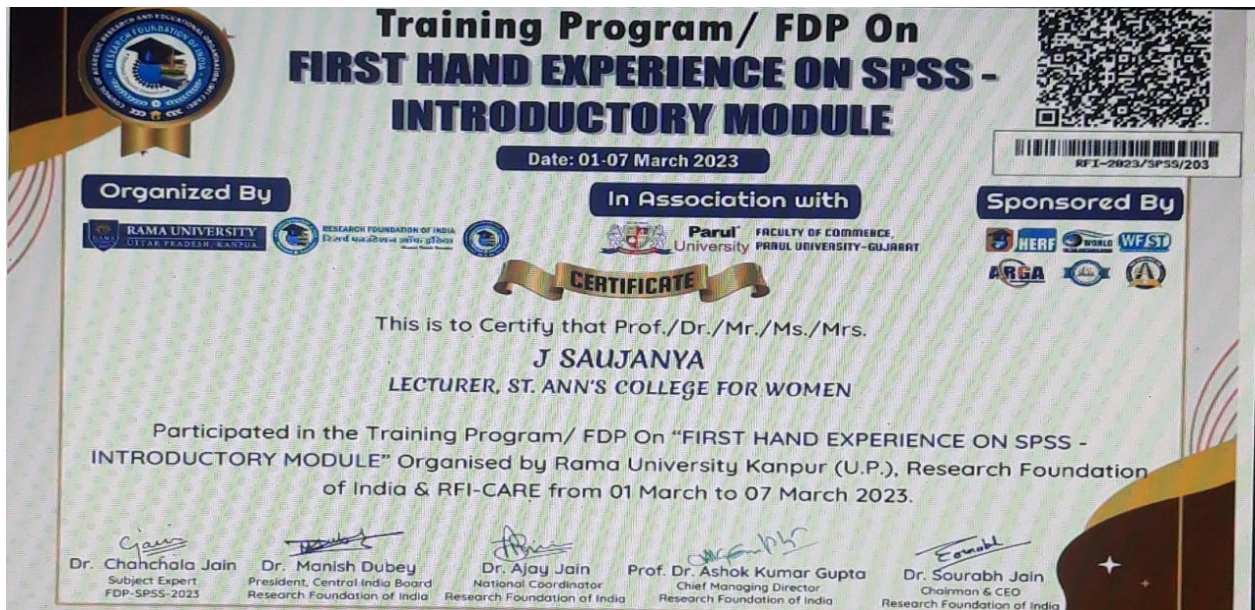 Training Program/ FDP On
FIRST HAND EXPERIENCE ON SPSS -
INTRODUCTORY MODULE
Date: 01-07 March 2023
RFI-2023/SPSS/203
Organized By
In Association with
Sponsored By
RAMA UNIVERSITY
UTTAR PRADESH, KANPUR
RESEARCH FOUNDATION OF INDIA
रिसर्च फाउंडेशन ऑफ इंडिया
Parul
University
FACULTY OF COMMERCE,
PARUL UNIVERSITY-GUJARAT
HERF
WORLD
WFST
ARGA
CERTIFICATE
This is to Certify that Prof./Dr./Mr./Ms./Mrs.
J SAUJANYA
LECTURER, ST. ANN'S COLLEGE FOR WOMEN
Participated in the Training Program/ FDP On “FIRST HAND EXPERIENCE ON SPSS -
INTRODUCTORY MODULE” Organised by Rama University Kanpur (U.P.), Research Foundation
of India & RFI-CARE from 01 March to 07 March 2023.
Dr. Chanchala Jain
Subject Expert
FDP-SPSS-2023
Dr. Manish Dubey
President, Central India Board
Research Foundation of India
Dr. Ajay Jain
National Coordinator
Research Foundation of India
Prof. Dr. Ashok Kumar Gupta
Chief Managing Director
Research Foundation of India
Dr. Sourabh Jain
Chairman & CEO
Research Foundation of India